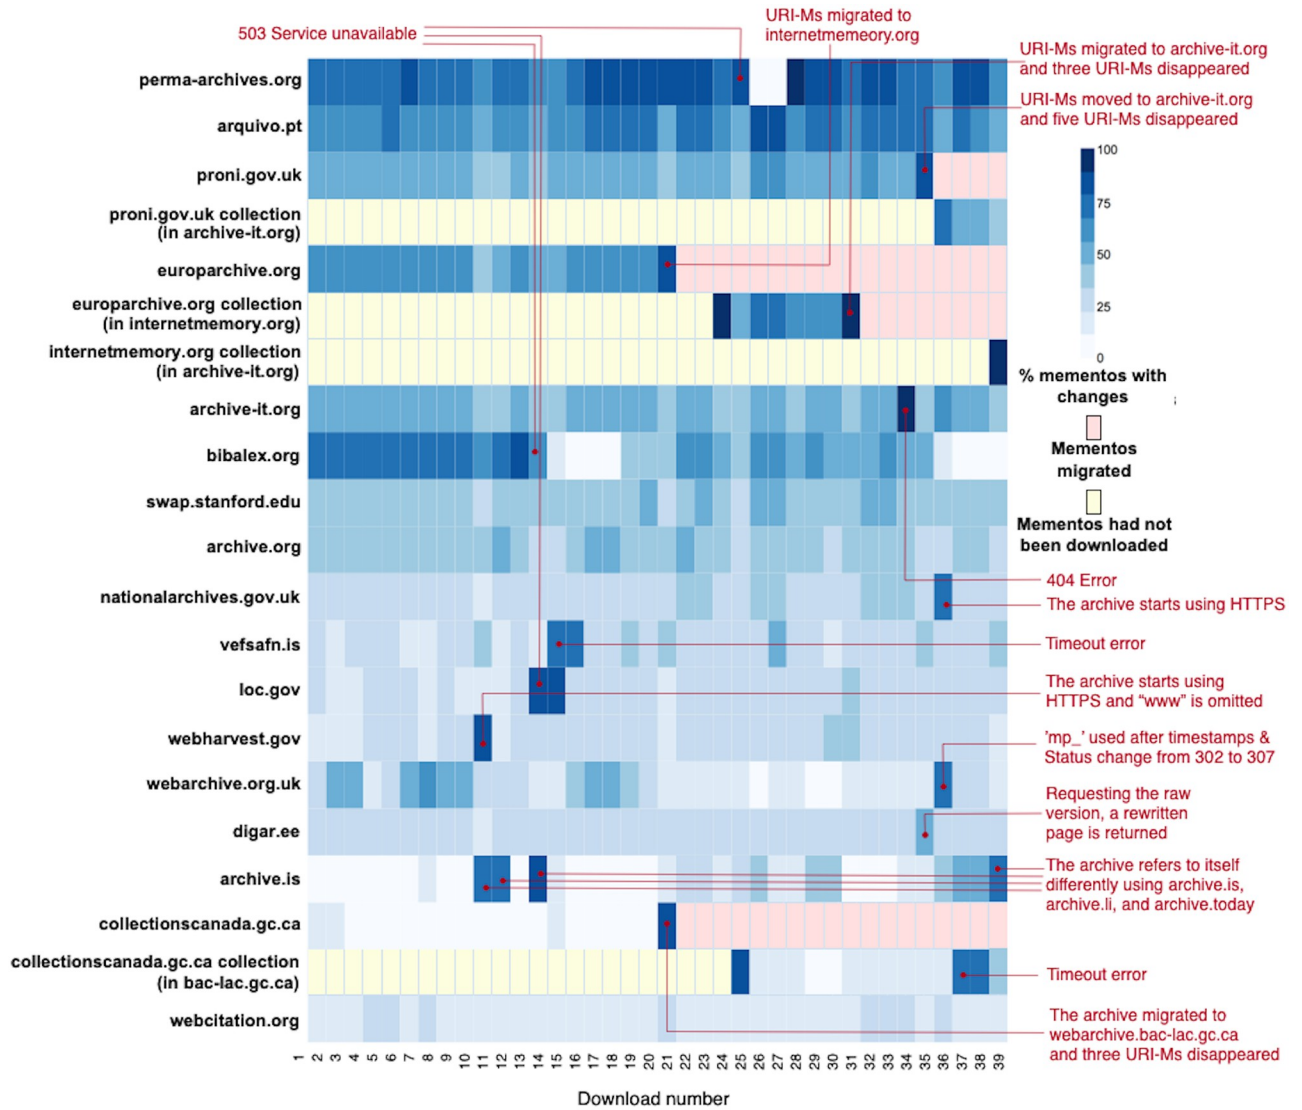 503 Service unavailable
URI-Ms migrated to
internetmemeory.org
URI-Ms migrated to archive-it.org
and three URI-Ms disappeared
URI-Ms moved to archive-it.org
and five URI-Ms disappeared
perma-archives.org
arquivo.pt
proni.gov.uk
proni.gov.uk collection
(in archive-it.org)
europarchive.org
europarchive.org collection
(in internetmemory.org)
internetmemory.org collection
(in archive-it.org)
archive-it.org
bibalex.org
swap.stanford.edu
archive.org
nationalarchives.gov.uk
vefsafn.is
loc.gov
webharvest.gov
webarchive.org.uk
digar.ee
archive.is
collectionscanada.gc.ca
collectionscanada.gc.ca collection
(in bac-lac.gc.ca)
webcitation.org
100
75
50
25
0
% mementos with
changes
Mementos
migrated
Mementos had not
been downloaded
404 Error
The archive starts using HTTPS
Timeout error
The archive starts using
HTTPS and “www” is omitted
'mp_' used after timestamps &
Status change from 302 to 307
Requesting the raw
version, a rewritten
page is returned
The archive refers to itself
differently using archive.is,
archive.li, and archive.today
Timeout error
The archive migrated to
webarchive.bac-lac.gc.ca
and three URI-Ms disappeared
1 2 3 4 5 6 7 8 9 10 11 12 13 14 15 16 17 18 19 20 21 22 23 24 25 26 27 28 29 30 31 32 33 34 35 36 37 38 39
Download number